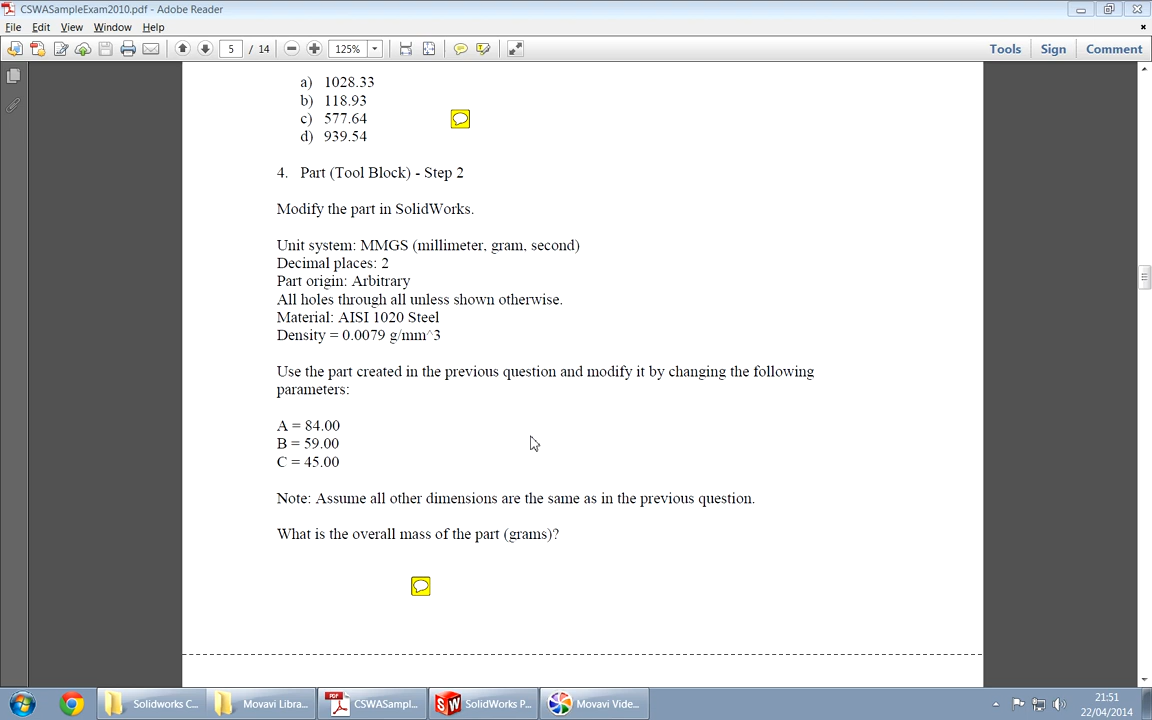 CSWASampleExam2010.pdf - Adobe Reader
File Edit View Window Help
5 / 14 125% Tools Sign Comment
a) 1028.33
b) 118.93
c) 577.64
d) 939.54
4. Part (Tool Block) - Step 2
Modify the part in SolidWorks.
Unit system: MMGS (millimeter, gram, second)
Decimal places: 2
Part origin: Arbitrary
All holes through all unless shown otherwise.
Material: AISI 1020 Steel
Density = 0.0079 g/mm^3
Use the part created in the previous question and modify it by changing the following
parameters:
A = 84.00
B = 59.00
C = 45.00
Note: Assume all other dimensions are the same as in the previous question.
What is the overall mass of the part (grams)?
Solidworks C... Movavi Libra... CSWASampl... SolidWorks P... Movavi Vide... 21:51
22/04/2014